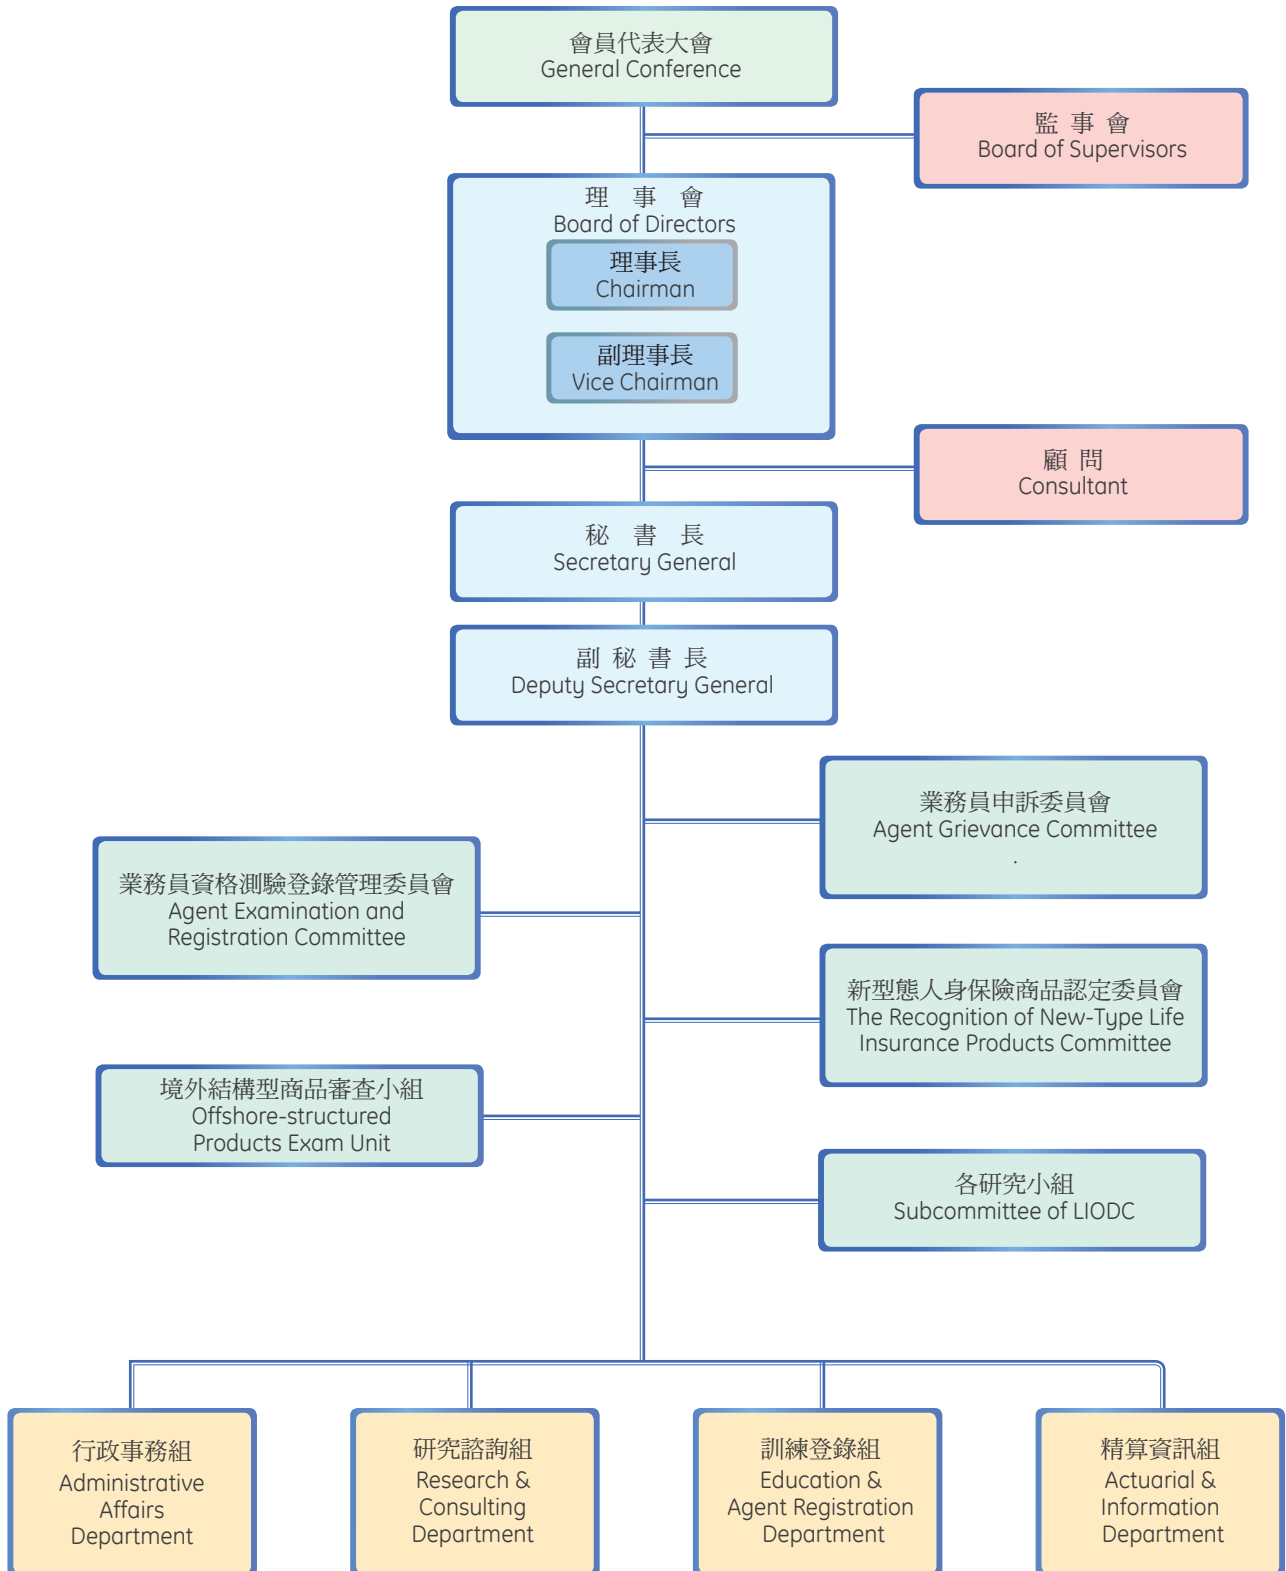 會員代表大會
General Conference
監事會
Board of Supervisors
理事會
Board of Directors
理事長
Chairman
副理事長
Vice Chairman
顧問
Consultant
秘書長
Secretary General
副秘書長
Deputy Secretary General
業務員申訴委員會
Agent Grievance Committee
.
業務員資格測驗登錄管理委員會
Agent Examination and
Registration Committee
新型態人身保險商品認定委員會
The Recognition of New-Type Life
Insurance Products Committee
境外結構型商品審查小組
Offshore-structured
Products Exam Unit
各研究小組
Subcommittee of LIODC
行政事務組
Administrative
Affairs
Department
研究諮詢組
Research &
Consulting
Department
訓練登錄組
Education &
Agent Registration
Department
精算資訊組
Actuarial &
Information
Department